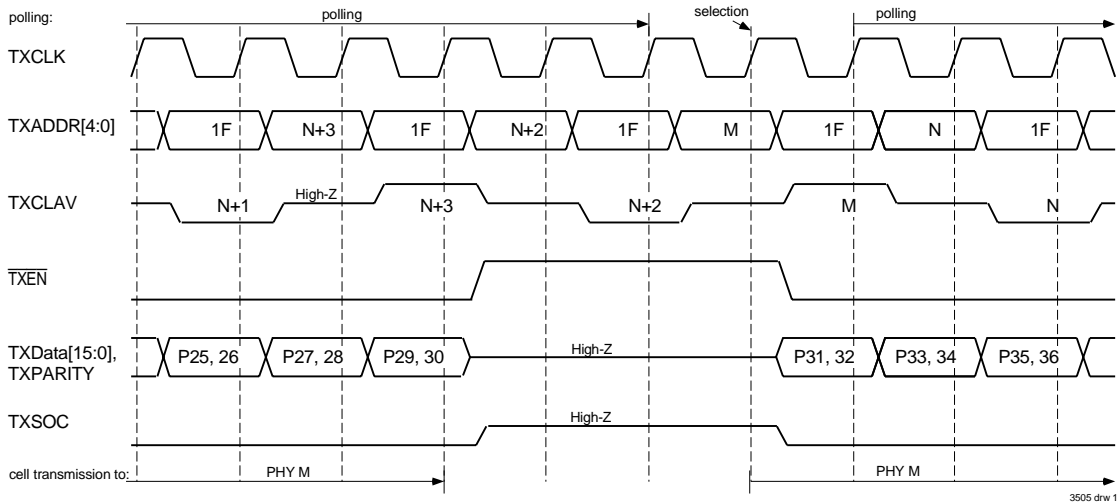 polling: polling selection polling
TXCLK
TXADDR[4:0] 1F N+3 1F N+2 1F M 1F N 1F
TXCLAV N+1 High-Z N+3 N+2 M N
TXEN
TXData[15:0], TXPARITY P25, 26 P27, 28 P29, 30 High-Z P31, 32 P33, 34 P35, 36
TXSOC High-Z
cell transmission to: PHY M PHY M
3505 drw 1